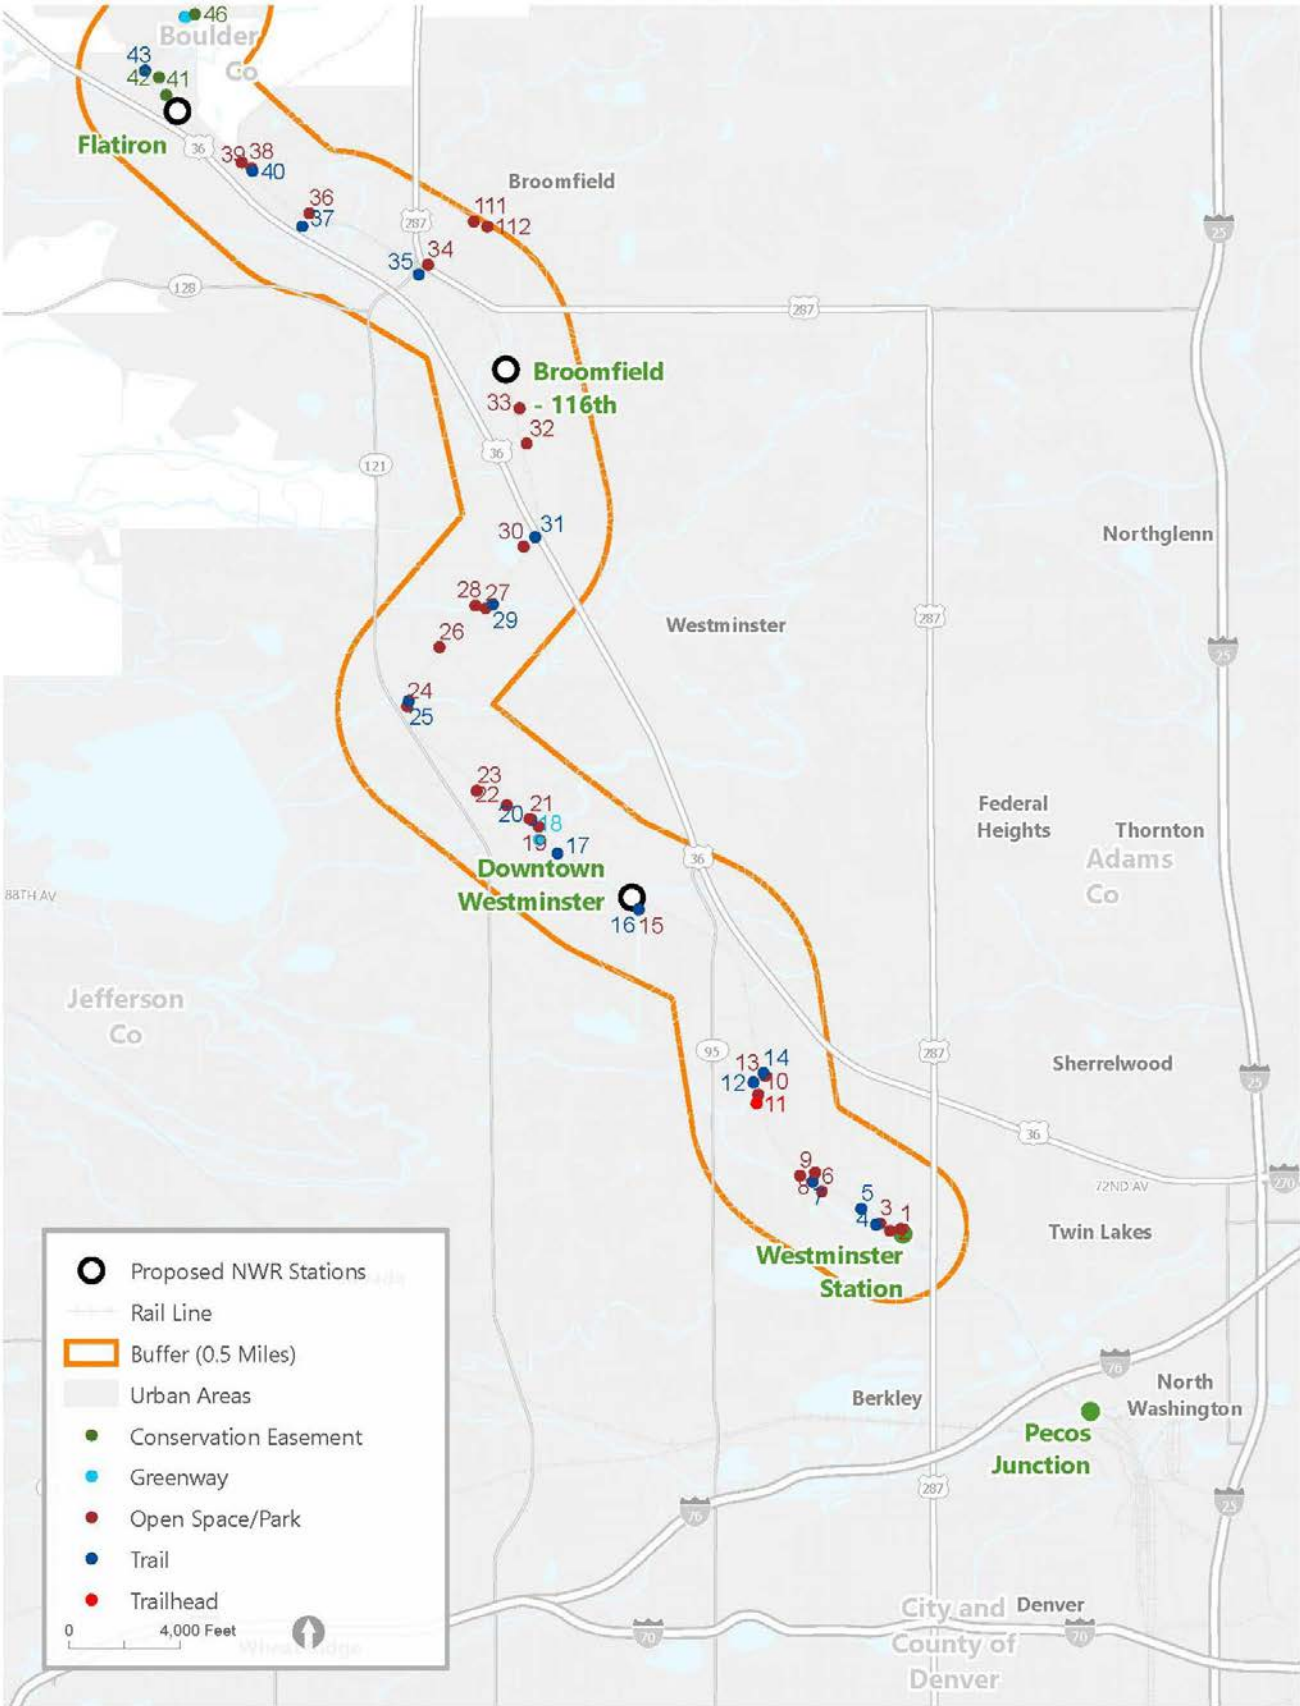 46
Boulder
Co
43
42
41
Flatiron
36
39
38
40
Broomfield
36
37
287
111
112
25
35
34
128
287
Broomfield
- 116th
33
32
121
36
31
30
Northglenn
28
27
29
287
Westminster
26
25
24
25
23
22
21
20
18
19
17
Federal
Heights
Thornton
Adams
Co
36
Downtown
Westminster
88TH AV
16
15
Jefferson
Co
95
287
13
14
12
10
11
Sherrelwood
25
36
9
6
8
7
72ND AV
270
5
4
3
1
Twin Lakes
Westminster
Station
Proposed NWR Stations
Rail Line
Buffer (0.5 Miles)
Urban Areas
Conservation Easement
Greenway
Open Space/Park
Trail
Trailhead
0
4,000 Feet
76
Berkley
North
Washington
Pecos
Junction
287
76
25
City and
County of
Denver
Denver
70
70